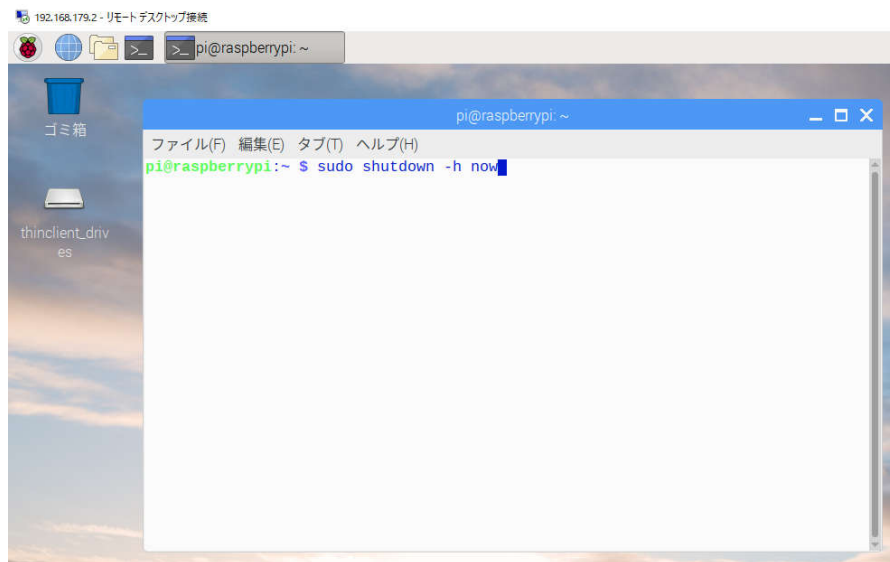 192.168.179.2 - リモート デスクトップ接続
pi@raspberrypi: ~
ゴミ箱
thinclient_driv
es
pi@raspberrypi: ~
ファイル(F) 編集(E) タブ(T) ヘルプ(H)
pi@raspberrypi:~ $ sudo shutdown -h now